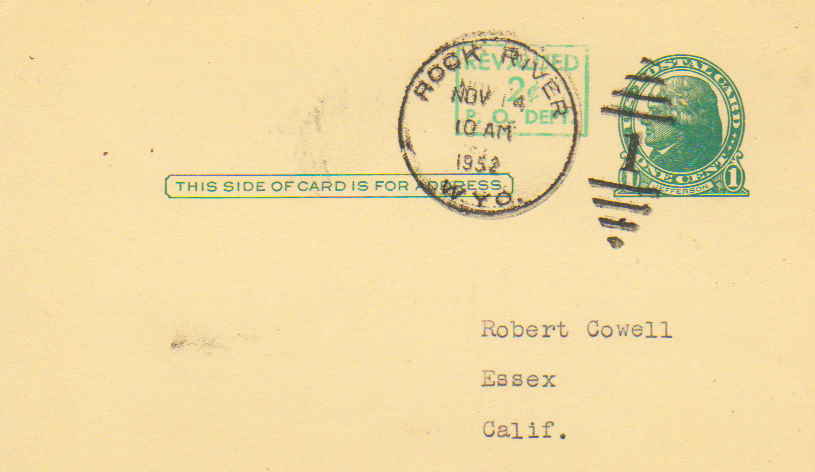 REVALUED
2¢
P. O. DEPT.
ROCK RIVER
NOV 14
10 AM
1952
WYO.
U.S. POSTAL CARD
ONE CENT
1 JEFFERSON 1
THIS SIDE OF CARD IS FOR ADDRESS
Robert Cowell
Essex
Calif.